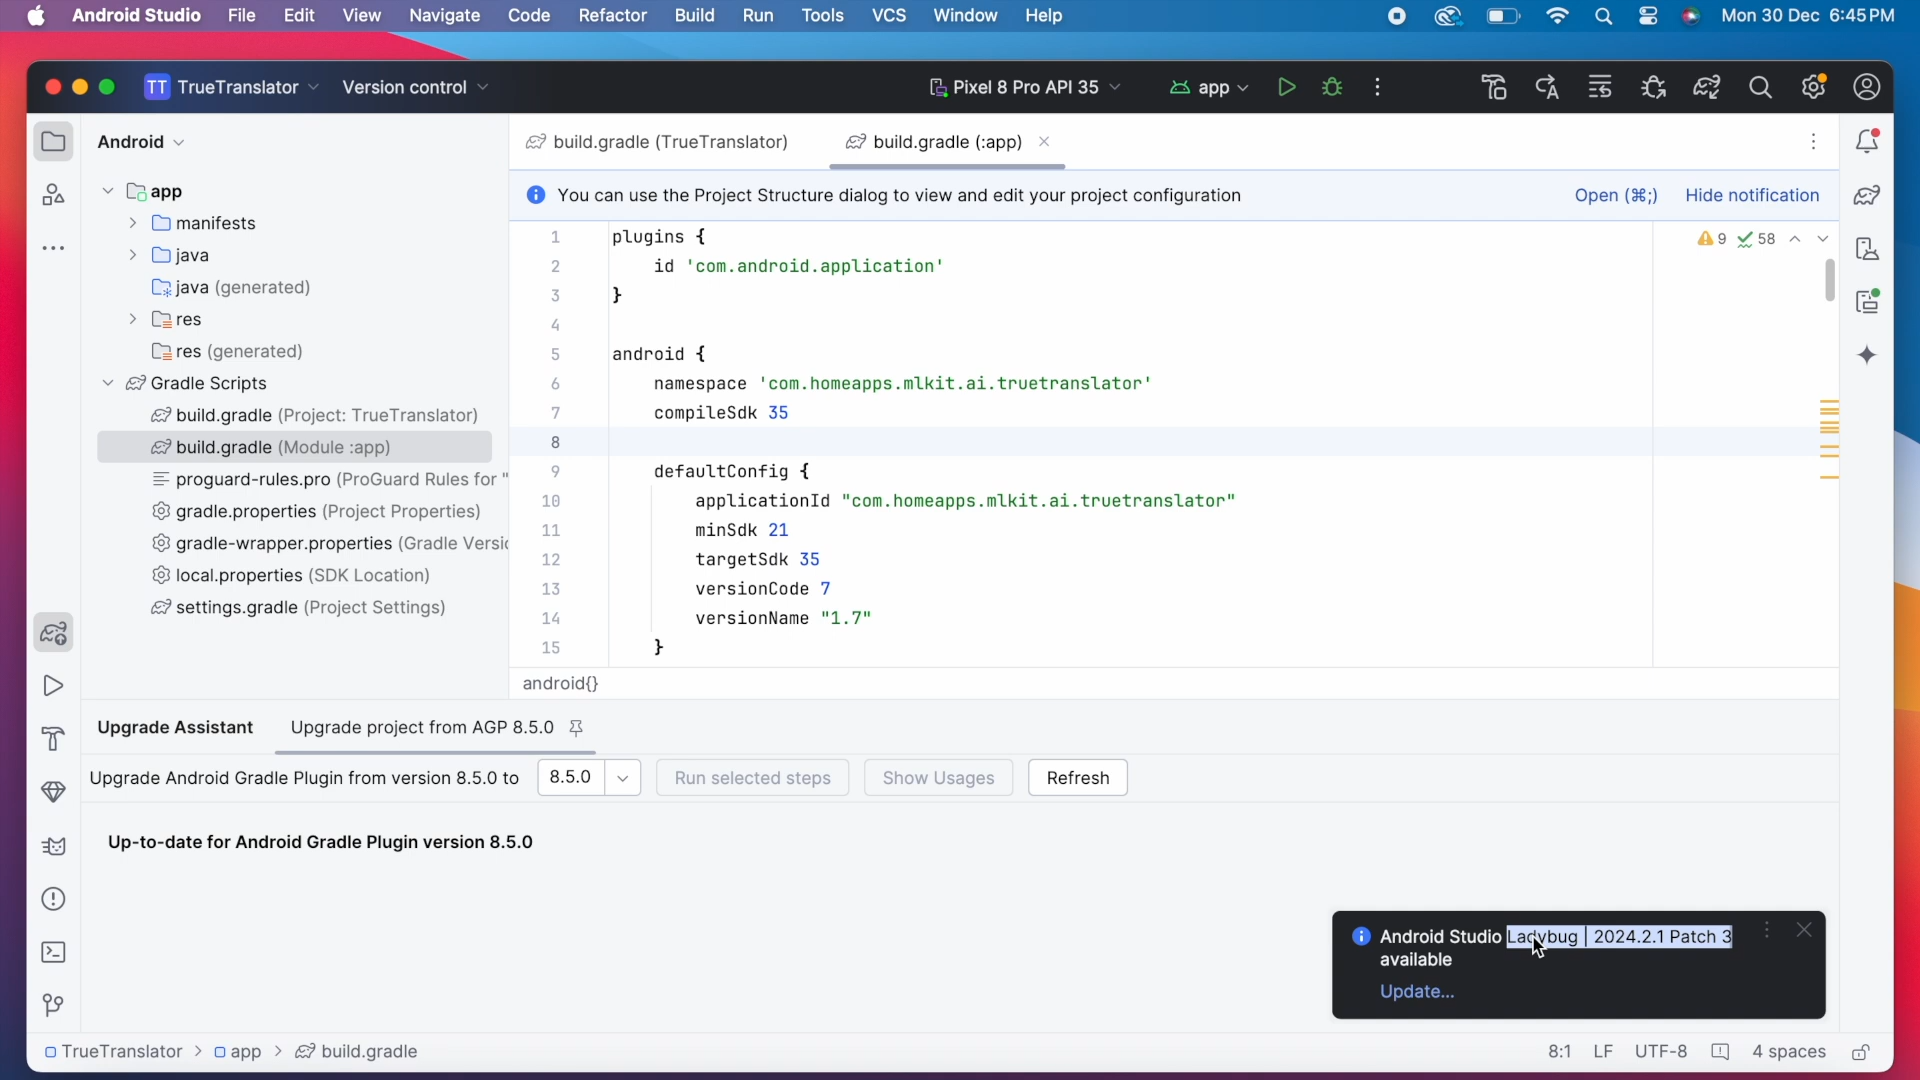 Android Studio File Edit View Navigate Code Refactor Build Run Tools VCS Window Help Mon 30 Dec 6:45 PM
TT TrueTranslator Version control Pixel 8 Pro API 35 app
Android
app
manifests
java
java (generated)
res
res (generated)
Gradle Scripts
build.gradle (Project: TrueTranslator)
build.gradle (Module :app)
proguard-rules.pro (ProGuard Rules for "
gradle.properties (Project Properties)
gradle-wrapper.properties (Gradle Versic
local.properties (SDK Location)
settings.gradle (Project Settings)
build.gradle (TrueTranslator) build.gradle (:app)
You can use the Project Structure dialog to view and edit your project configuration Open (⌘;) Hide notification
9 58
1 plugins {
2 id 'com.android.application'
3 }
4
5 android {
6 namespace 'com.homeapps.mlkit.ai.truetranslator'
7 compileSdk 35
8
9 defaultConfig {
10 applicationId "com.homeapps.mlkit.ai.truetranslator"
11 minSdk 21
12 targetSdk 35
13 versionCode 7
14 versionName "1.7"
15 }
android{}
Upgrade Assistant Upgrade project from AGP 8.5.0
Upgrade Android Gradle Plugin from version 8.5.0 to 8.5.0 Run selected steps Show Usages Refresh
Up-to-date for Android Gradle Plugin version 8.5.0
Android Studio Ladybug | 2024.2.1 Patch 3
available
Update...
TrueTranslator > app > build.gradle 8:1 LF UTF-8 4 spaces